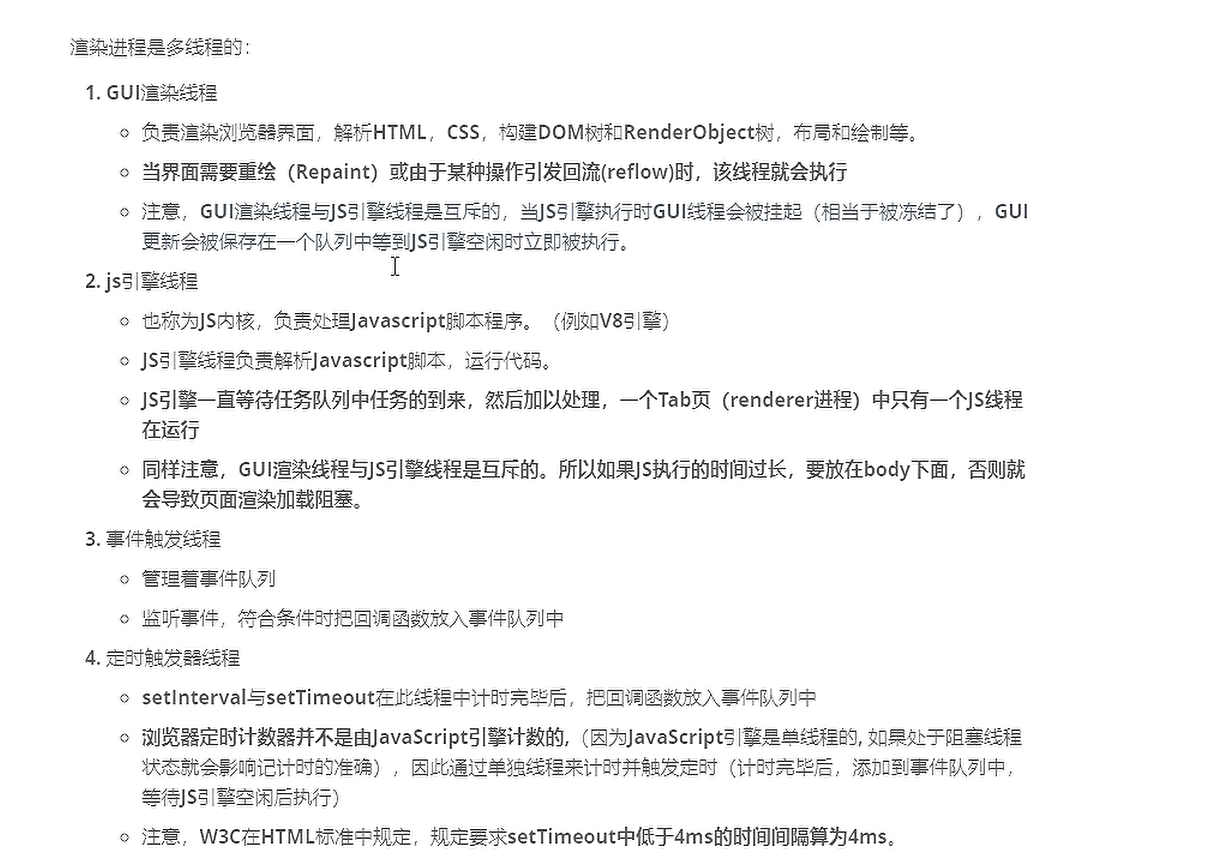 渲染进程是多线程的：
1. GUI渲染线程
负责渲染浏览器界面，解析HTML，CSS，构建DOM树和RenderObject树，布局和绘制等。
当界面需要重绘（Repaint）或由于某种操作引发回流(reflow)时，该线程就会执行
注意，GUI渲染线程与JS引擎线程是互斥的，当JS引擎执行时GUI线程会被挂起（相当于被冻结了），GUI
更新会被保存在一个队列中等到JS引擎空闲时立即被执行。
2. js引擎线程
也称为JS内核，负责处理Javascript脚本程序。（例如V8引擎）
JS引擎线程负责解析Javascript脚本，运行代码。
JS引擎一直等待任务队列中任务的到来，然后加以处理，一个Tab页（renderer进程）中只有一个JS线程
在运行
同样注意，GUI渲染线程与JS引擎线程是互斥的。所以如果JS执行的时间过长，要放在body下面，否则就
会导致页面渲染加载阻塞。
3. 事件触发线程
管理着事件队列
监听事件，符合条件时把回调函数放入事件队列中
4. 定时触发器线程
setInterval与setTimeout在此线程中计时完毕后，把回调函数放入事件队列中
浏览器定时计数器并不是由JavaScript引擎计数的,（因为JavaScript引擎是单线程的, 如果处于阻塞线程
状态就会影响记计时的准确），因此通过单独线程来计时并触发定时（计时完毕后，添加到事件队列中，
等待JS引擎空闲后执行）
注意，W3C在HTML标准中规定，规定要求setTimeout中低于4ms的时间间隔算为4ms。